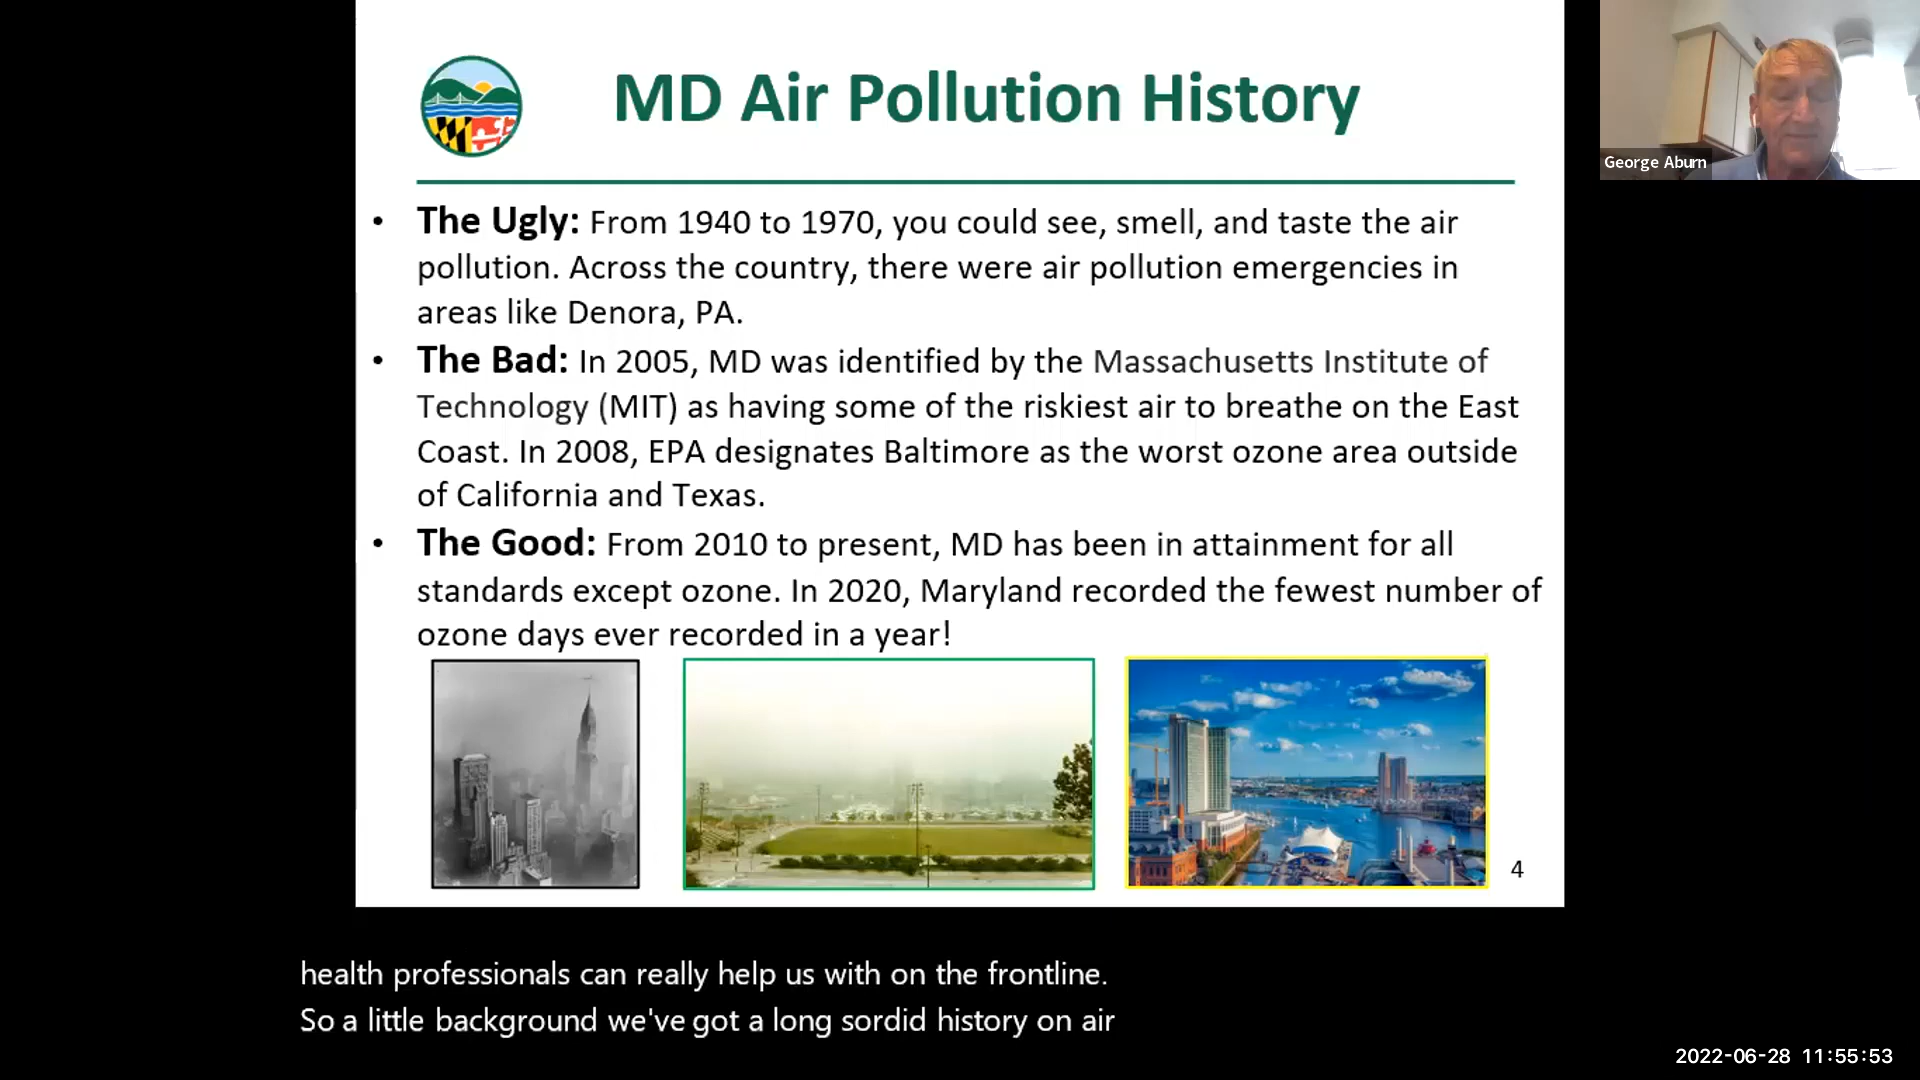 MD Air Pollution History
George Aburn
• The Ugly: From 1940 to 1970, you could see, smell, and taste the air
pollution. Across the country, there were air pollution emergencies in
areas like Denora, PA.
• The Bad: In 2005, MD was identified by the Massachusetts Institute of
Technology (MIT) as having some of the riskiest air to breathe on the East
Coast. In 2008, EPA designates Baltimore as the worst ozone area outside
of California and Texas.
• The Good: From 2010 to present, MD has been in attainment for all
standards except ozone. In 2020, Maryland recorded the fewest number of
ozone days ever recorded in a year!
4
health professionals can really help us with on the frontline.
So a little background we've got a long sordid history on air
2022-06-28 11:55:53